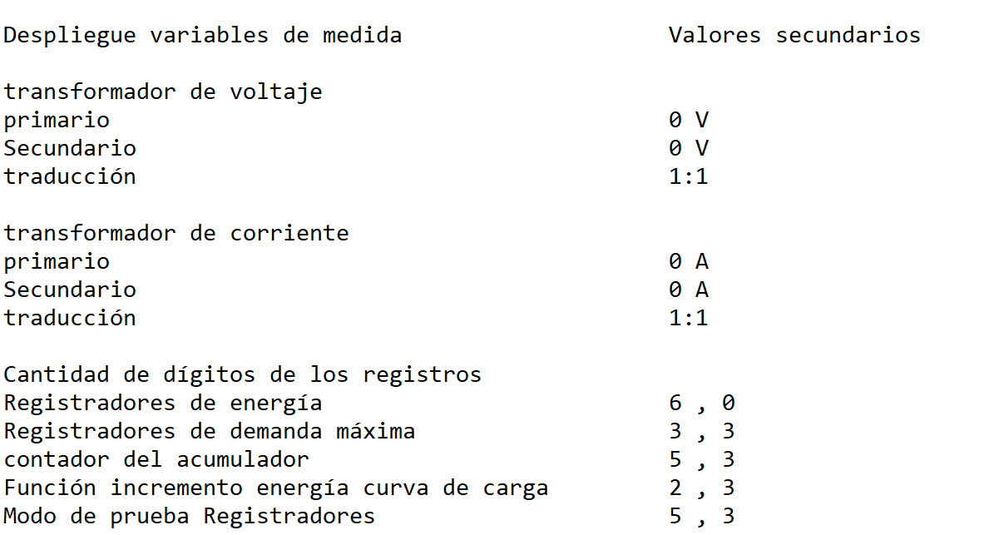 Despliegue variables de medida Valores secundarios
transformador de voltaje
primario 0 V
Secundario 0 V
traducción 1:1
transformador de corriente
primario 0 A
Secundario 0 A
traducción 1:1
Cantidad de dígitos de los registros
Registradores de energía 6 , 0
Registradores de demanda máxima 3 , 3
contador del acumulador 5 , 3
Función incremento energía curva de carga 2 , 3
Modo de prueba Registradores 5 , 3